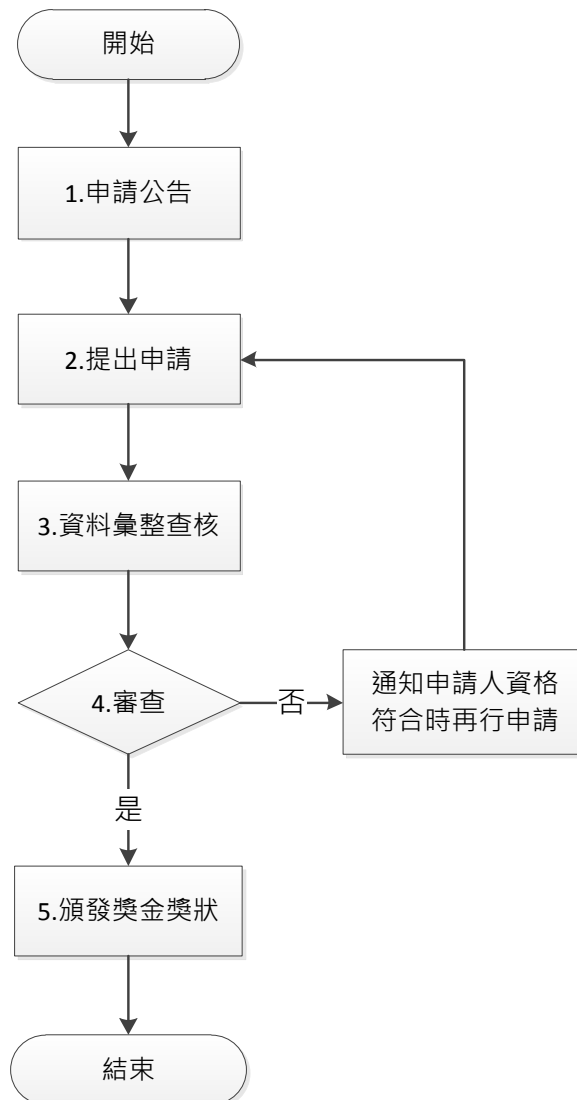 開始
1.申請公告
2.提出申請
3.資料彙整查核
4.審查
否
通知申請人資格
符合時再行申請
是
5.頒發獎金獎狀
結束